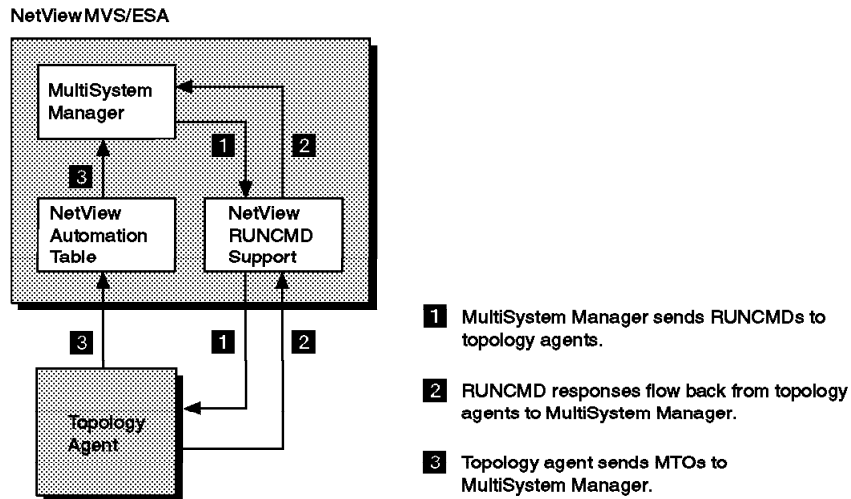 NetView MVS/ESA
MultiSystem
Manager
1
2
3
NetView
Automation
Table
NetView
RUNCMD
Support
3
1
2
Topology
Agent
1 MultiSystem Manager sends RUNCMDs to
topology agents.
2 RUNCMD responses flow back from topology
agents to MultiSystem Manager.
3 Topology agent sends MTOs to
MultiSystem Manager.